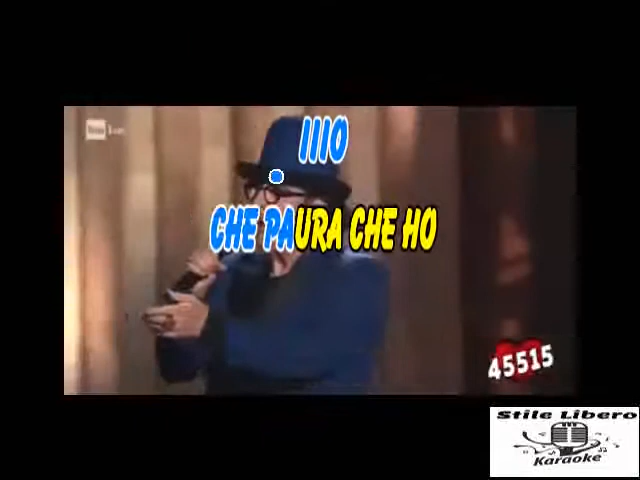 IIIO
CHE PAURA CHE HO
45515
Stile Libero
Karaoke